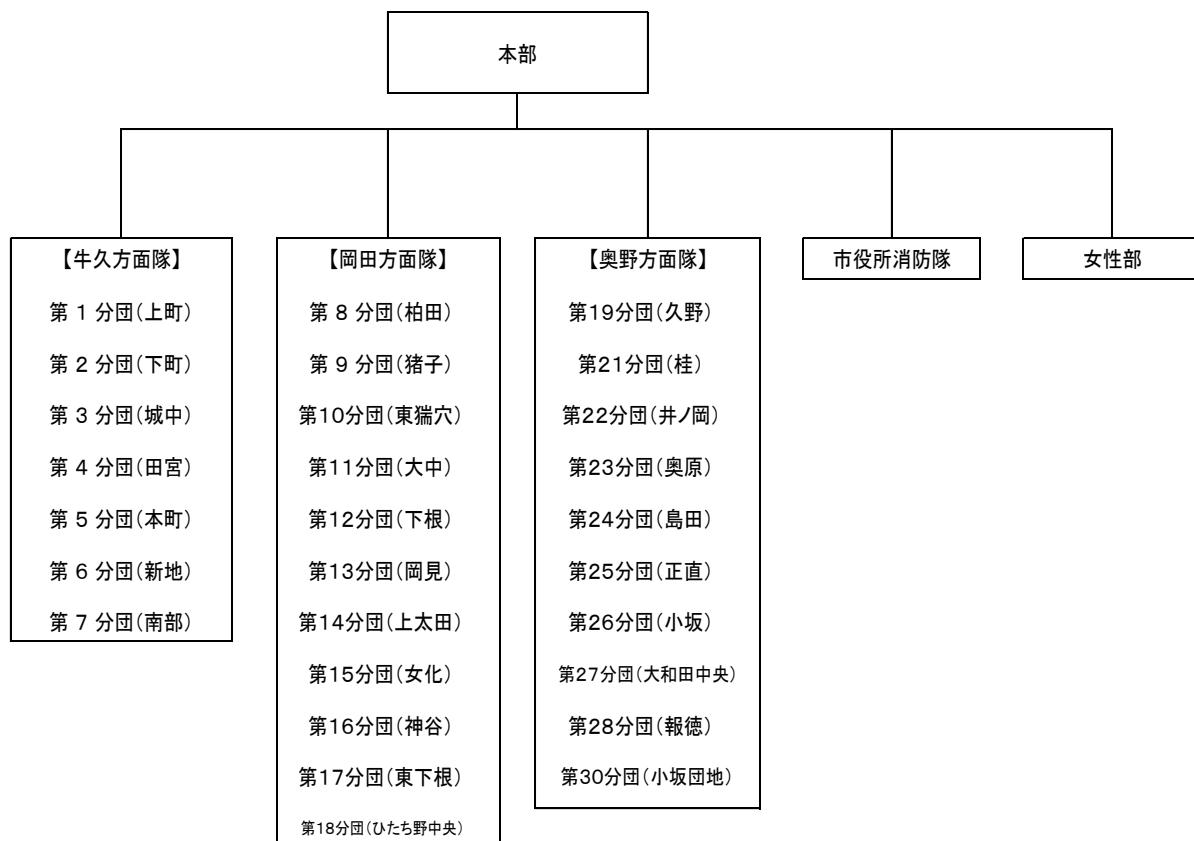 本部
【牛久方面隊】
第 1 分団(上町)
第 2 分団(下町)
第 3 分団(城中)
第 4 分団(田宮)
第 5 分団(本町)
第 6 分団(新地)
第 7 分団(南部)
【岡田方面隊】
第 8 分団(柏田)
第 9 分団(猪子)
第10分団(東猯穴)
第11分団(大中)
第12分団(下根)
第13分団(岡見)
第14分団(上太田)
第15分団(女化)
第16分団(神谷)
第17分団(東下根)
第18分団(ひたち野中央)
【奥野方面隊】
第19分団(久野)
第21分団(桂)
第22分団(井ノ岡)
第23分団(奥原)
第24分団(島田)
第25分団(正直)
第26分団(小坂)
第27分団(大和田中央)
第28分団(報徳)
第30分団(小坂団地)
市役所消防隊
女性部